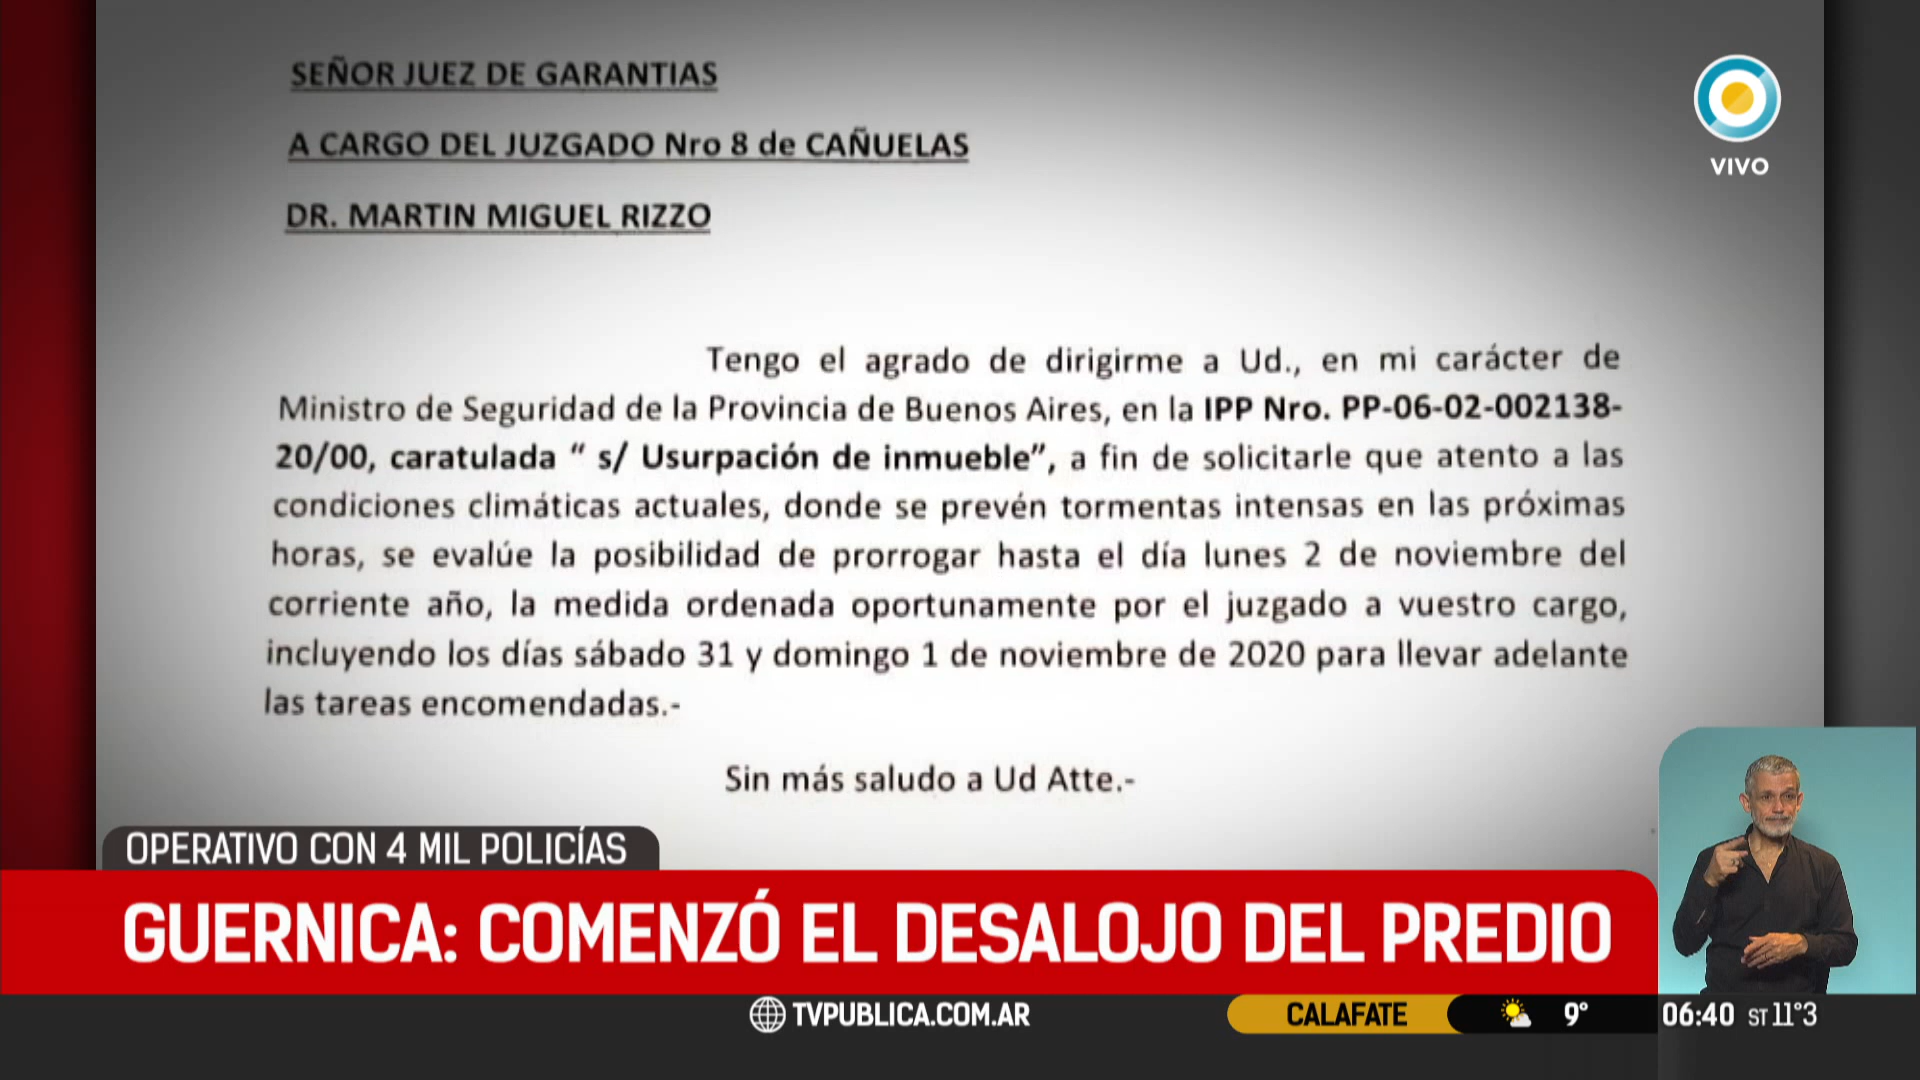 SEÑOR JUEZ DE GARANTIAS
A CARGO DEL JUZGADO Nro 8 de CAÑUELAS
DR. MARTIN MIGUEL RIZZO
VIVO
Tengo el agrado de dirigirme a Ud., en mi carácter de
Ministro de Seguridad de la Provincia de Buenos Aires, en la IPP Nro. PP-06-02-002138-
20/00, caratulada “ s/ Usurpación de inmueble”, a fin de solicitarle que atento a las
condiciones climáticas actuales, donde se prevén tormentas intensas en las próximas
horas, se evalúe la posibilidad de prorrogar hasta el día lunes 2 de noviembre del
corriente año, la medida ordenada oportunamente por el juzgado a vuestro cargo,
incluyendo los días sábado 31 y domingo 1 de noviembre de 2020 para llevar adelante
las tareas encomendadas.-
Sin más saludo a Ud Atte.-
OPERATIVO CON 4 MIL POLICÍAS
GUERNICA: COMENZÓ EL DESALOJO DEL PREDIO
TVPUBLICA.COM.AR
CALAFATE 9° 06:40 ST 11°3